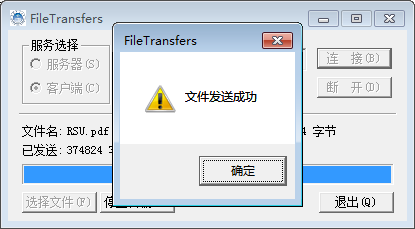 FileTransfers
FileTransfers
服务选择
服务器(S)
客户端(C)
文件发送成功
确定
连 接(B)
断 开(D)
文件名: RSU.pdf
4 字节
已发送: 374824
选择文件(F)
退出(Q)